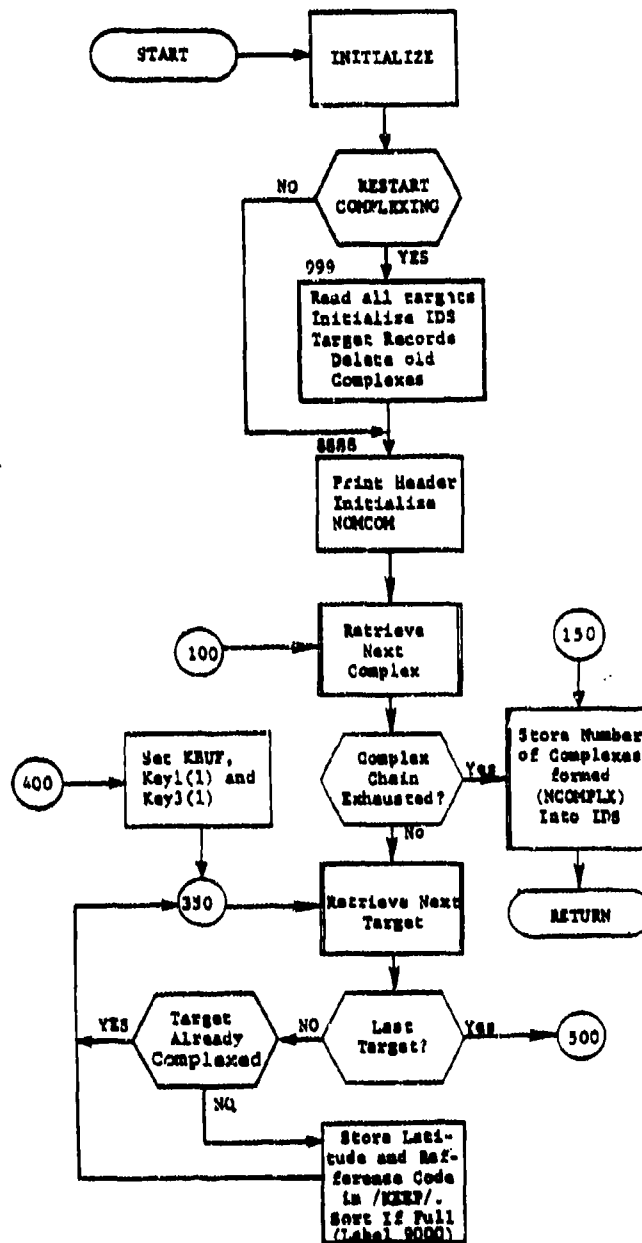 START
INITIALIZE
RESTART
COMPLEXING
NO
YES
999
Read all targets
Initialize IDS
Target Records
Delete old
Complexes
8888
Print Header
Initialize
NOMCOM
100
Retrieve
Next
Complex
150
Complex
Chain
Exhausted?
Yes
No
Store Number
of Complexes
formed
(NCOMPLX)
Into IDS
RETURN
400
Set KBUF,
Key1(1) and
Key3(1)
350
Retrieve Next
Target
Last
Target?
Yes
500
NO
Target
Already
Complexed
YES
NO
Store Lati-
tude and Ref-
ference Code
in /KEEP/.
Sort If Full
(Label 9000)